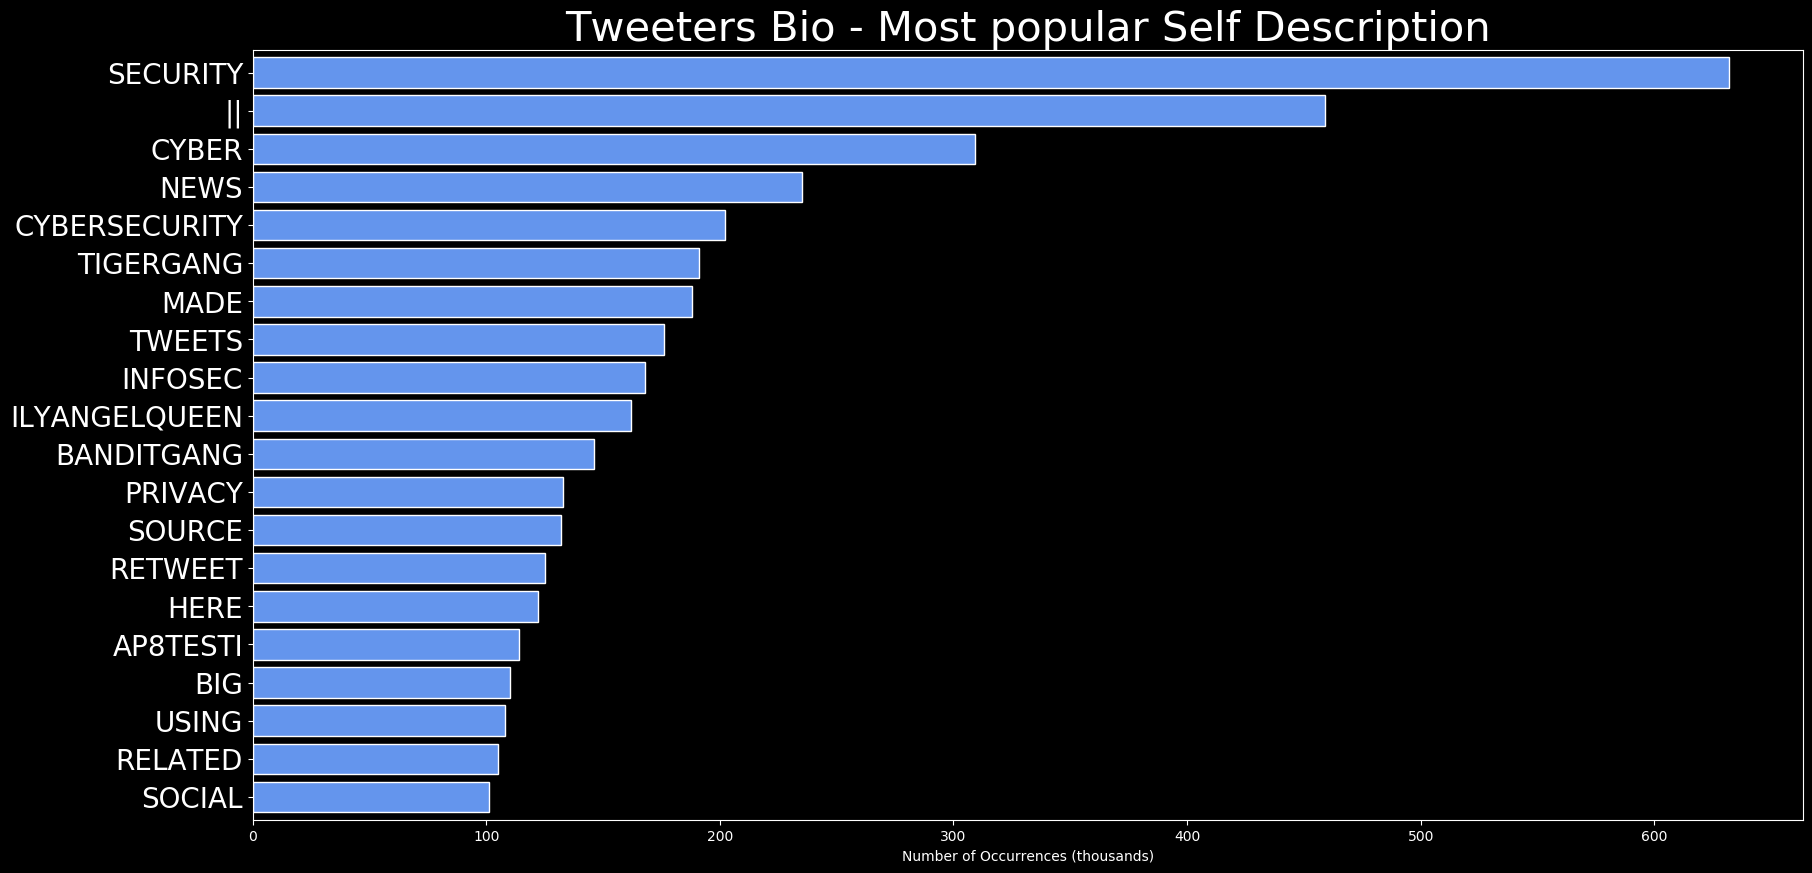 Tweeters Bio - Most popular Self Description
SECURITY
||
CYBER
NEWS
CYBERSECURITY
TIGERGANG
MADE
TWEETS
INFOSEC
ILYANGELQUEEN
BANDITGANG
PRIVACY
SOURCE
RETWEET
HERE
AP8TESTI
BIG
USING
RELATED
SOCIAL
0 100 200 300 400 500 600
Number of Occurrences (thousands)